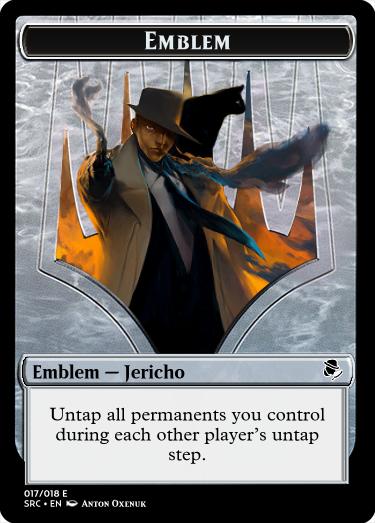 Emblem
Emblem — Jericho
Untap all permanents you control
during each other player's untap
step.
017/018 E
SRC • EN Anton Oxenuk